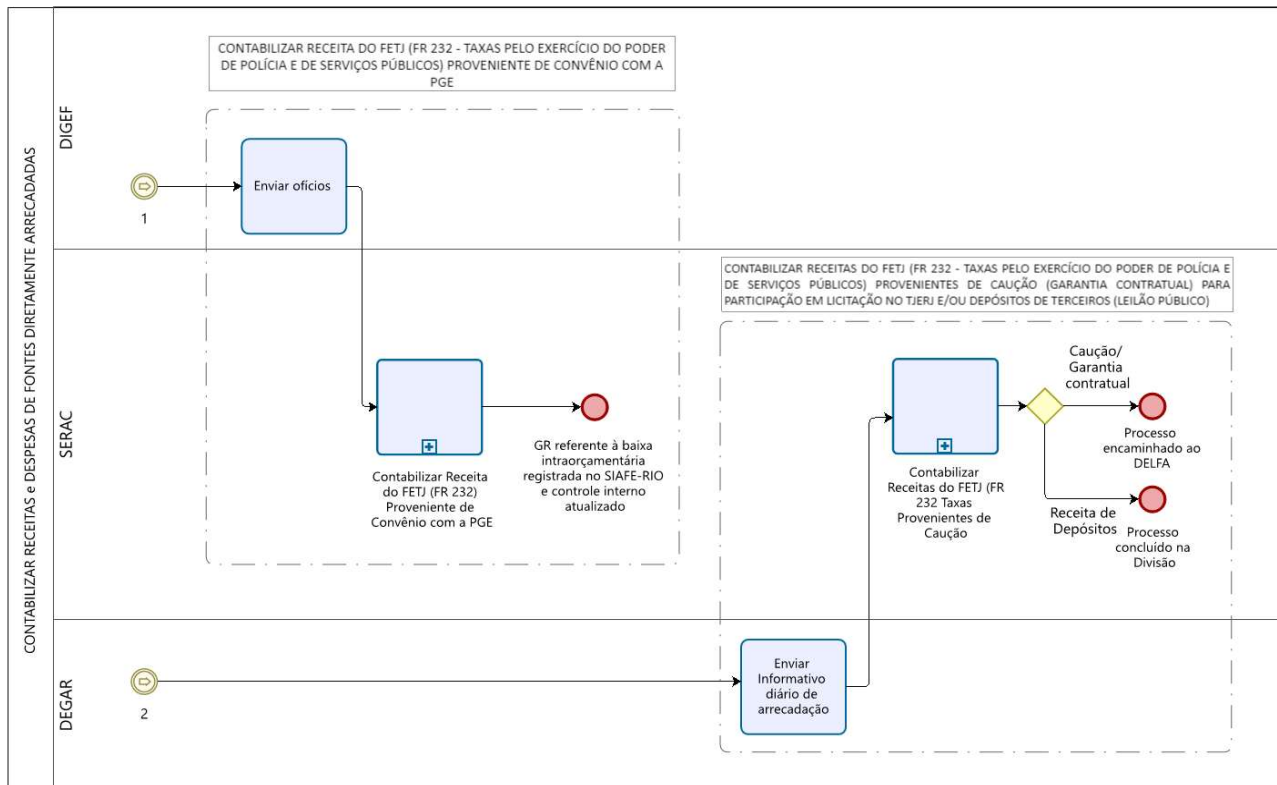 CONTABILIZAR RECEITAS e DESPESAS DE FONTES DIRETAMENTE ARRECADADAS
DIGEF
CONTABILIZAR RECEITA DO FETJ (FR 232 - TAXAS PELO EXERCÍCIO DO PODER
DE POLÍCIA E DE SERVIÇOS PÚBLICOS) PROVENIENTE DE CONVÊNIO COM A
PGE
1
Enviar ofícios
SERAC
Contabilizar Receita
do FETJ (FR 232)
Proveniente de
Convênio com a PGE
GR referente à baixa
intraorçamentária
registrada no SIAFE-RIO
e controle interno
atualizado
CONTABILIZAR RECEITAS DO FETJ (FR 232 - TAXAS PELO EXERCÍCIO DO PODER DE POLÍCIA E
DE SERVIÇOS PÚBLICOS) PROVENIENTES DE CAUÇÃO (GARANTIA CONTRATUAL) PARA
PARTICIPAÇÃO EM LICITAÇÃO NO TJERJ E/OU DEPÓSITOS DE TERCEIROS (LEILÃO PÚBLICO)
Contabilizar
Receitas do FETJ (FR
232 Taxas
Provenientes de
Caução
Caução/
Garantia
contratual
Processo
encaminhado ao
DELFA
Receita de
Depósitos
Processo
concluído na
Divisão
DEGAR
2
Enviar
Informativo
diário de
arrecadação